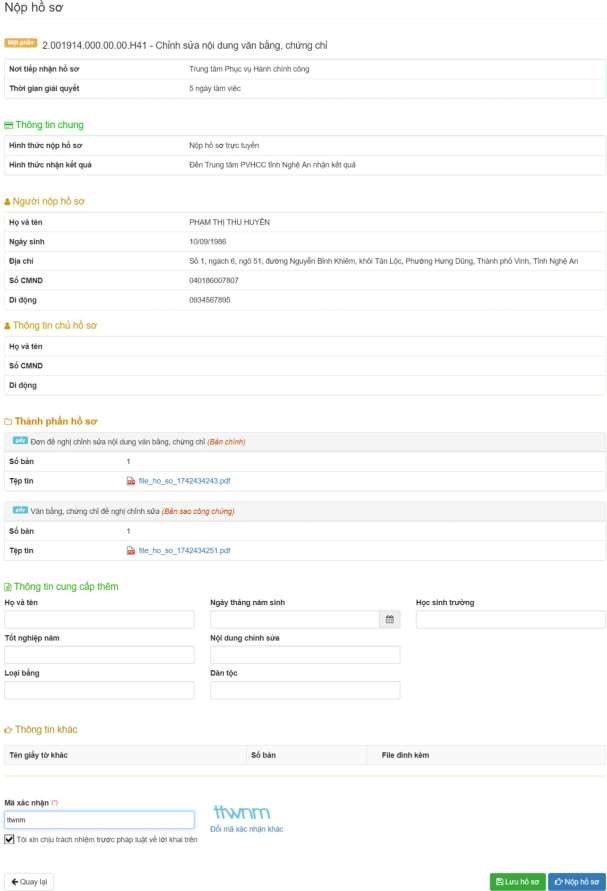 Nộp hồ sơ
Một phần 2.001914.000.00.00.H41 - Chỉnh sửa nội dung văn bằng, chứng chỉ
Nơi tiếp nhận hồ sơ Trung tâm Phục vụ Hành chính công
Thời gian giải quyết 5 ngày làm việc
Thông tin chung
Hình thức nộp hồ sơ Nộp hồ sơ trực tuyến
Hình thức nhận kết quả Đến Trung tâm PVHCC tỉnh Nghệ An nhận kết quả
Người nộp hồ sơ
Họ và tên PHẠM THỊ THU HUYỀN
Ngày sinh 10/09/1986
Địa chỉ Số 1, ngách 6, ngõ 51, đường Nguyễn Bỉnh Khiêm, khối Tân Lộc, Phường Hưng Dũng, Thành phố Vinh, Tỉnh Nghệ An
Số CMND 040186007807
Di động 0934567895
Thông tin chủ hồ sơ
Họ và tên
Số CMND
Di động
Thành phần hồ sơ
giấy Đơn đề nghị chỉnh sửa nội dung văn bằng, chứng chỉ (Bản chính)
Số bản 1
Tệp tin file_ho_so_1742434243.pdf
giấy Văn bằng, chứng chỉ đề nghị chỉnh sửa (Bản sao công chứng)
Số bản 1
Tệp tin file_ho_so_1742434251.pdf
Thông tin cung cấp thêm
Họ và tên Ngày tháng năm sinh Học sinh trường
Tốt nghiệp năm Nội dung chỉnh sửa
Loại bằng Dân tộc
Thông tin khác
Tên giấy tờ khác Số bản File đính kèm
Mã xác nhận (*)
ttwnm ttwnm
Đổi mã xác nhận khác
Tôi xin chịu trách nhiệm trước pháp luật về lời khai trên
Quay lại Lưu hồ sơ Nộp hồ sơ